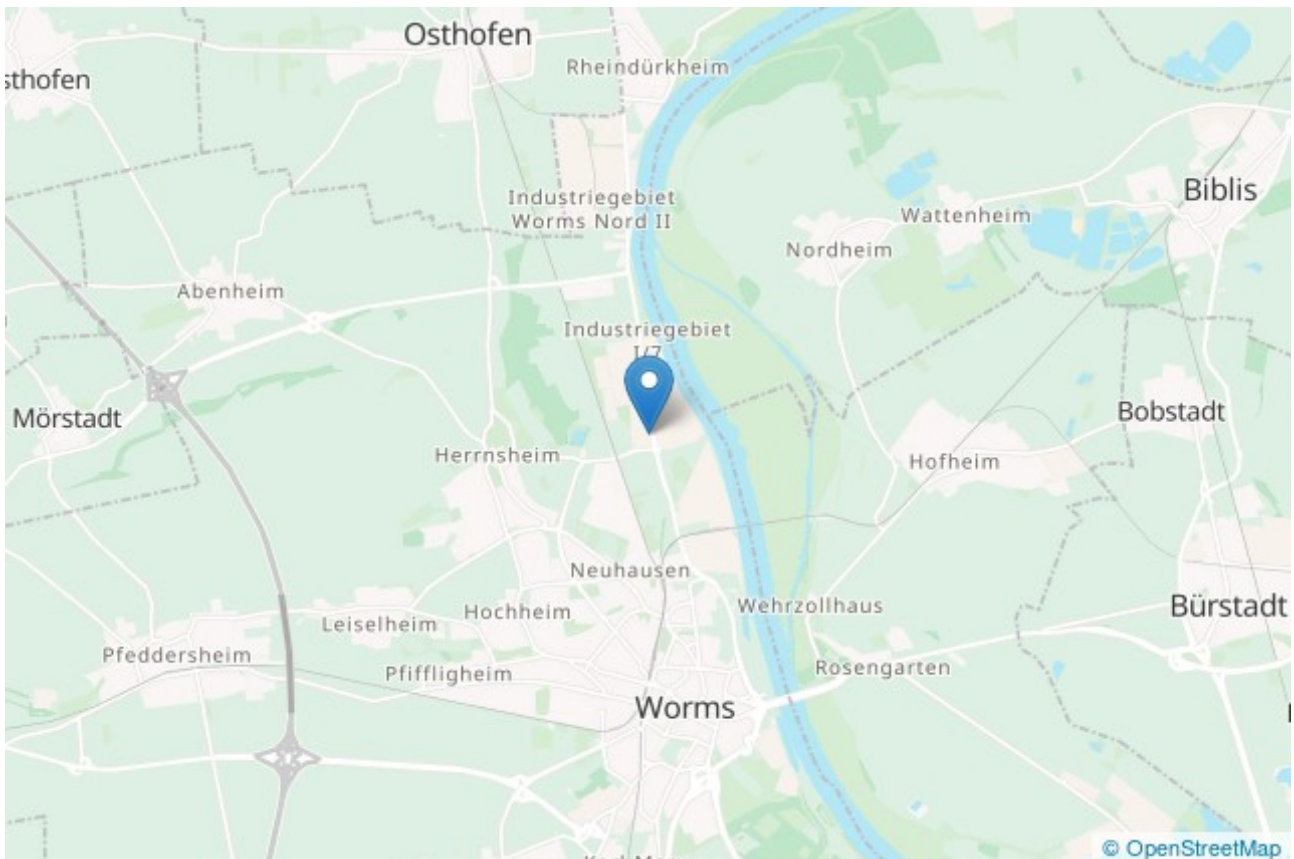 Osthofen
Rheindürkheim
sthofen
Industriegebiet
Worms Nord II
Biblis
Wattenheim
Nordheim
Abenheim
Industriegebiet
Mörstadt
Bobstadt
Herrnsheim
Hofheim
Neuhausen
Hochheim
Wehrzollhaus
Bürstadt
Leiselheim
Pfeddersheim
Pfiffligheim
Rosengarten
Worms
© OpenStreetMap